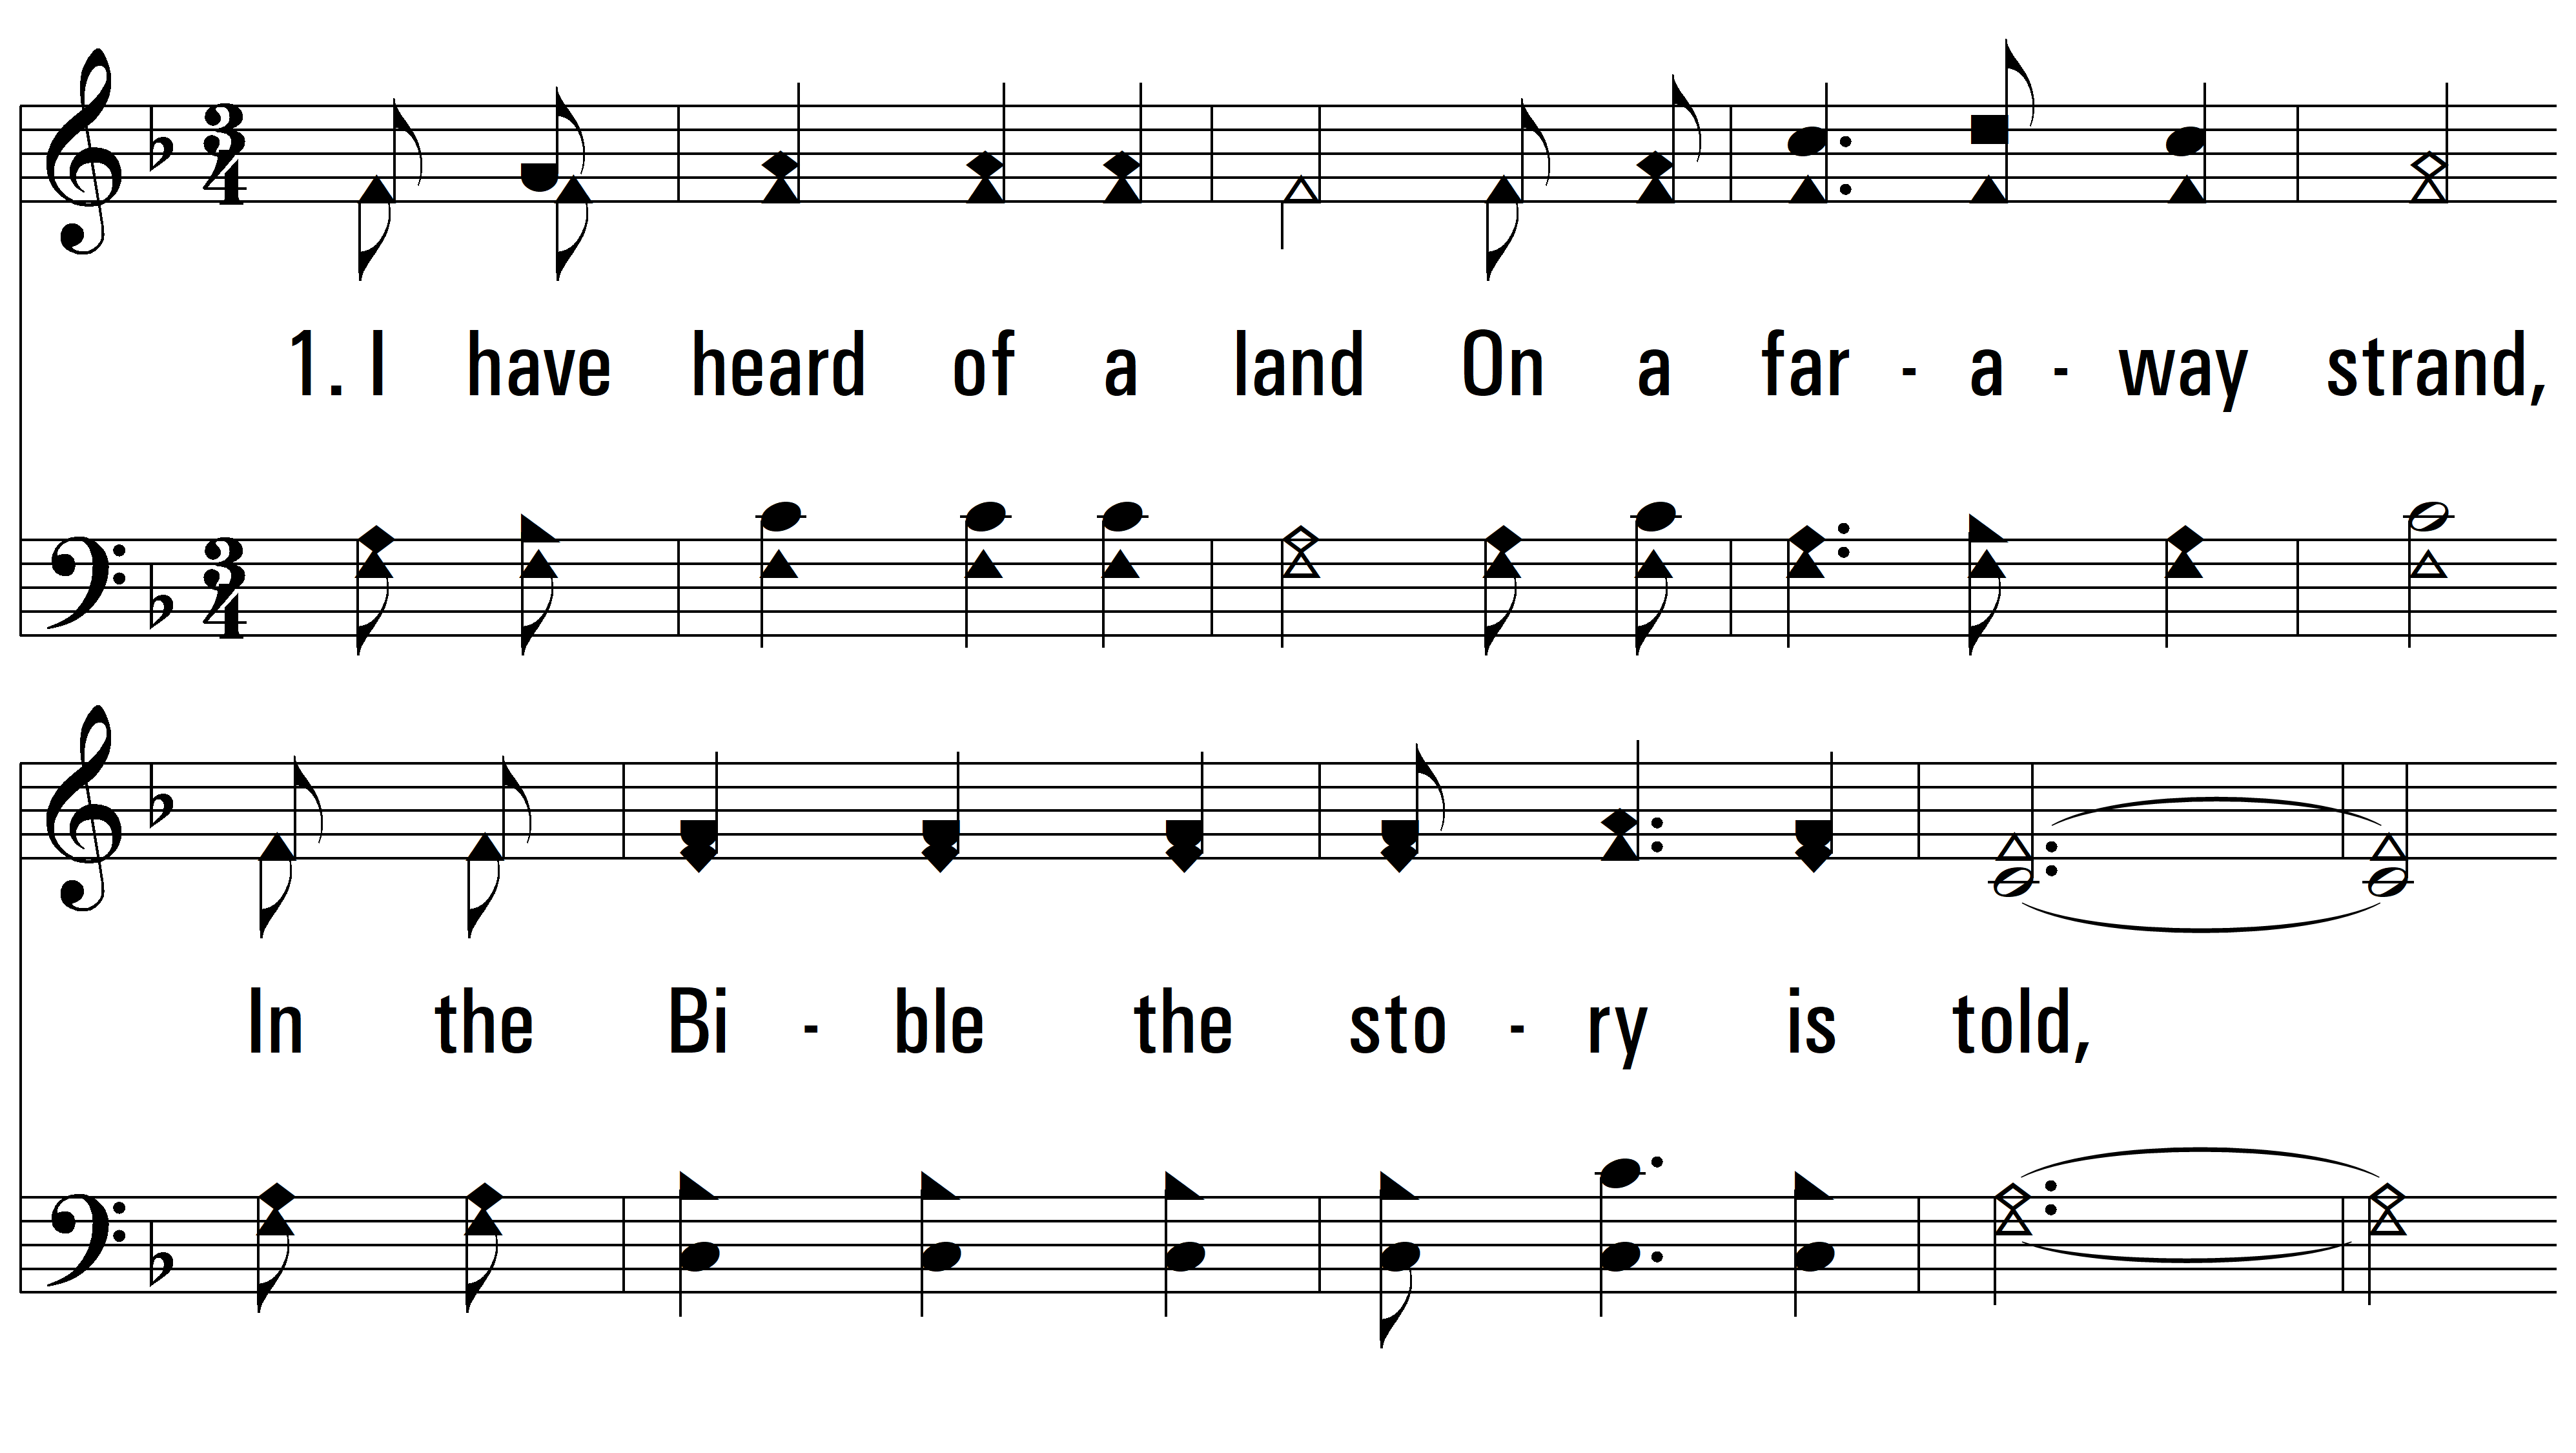 1. I have heard of a land On a far - a - way strand,
In the Bi - ble the sto - ry is told,